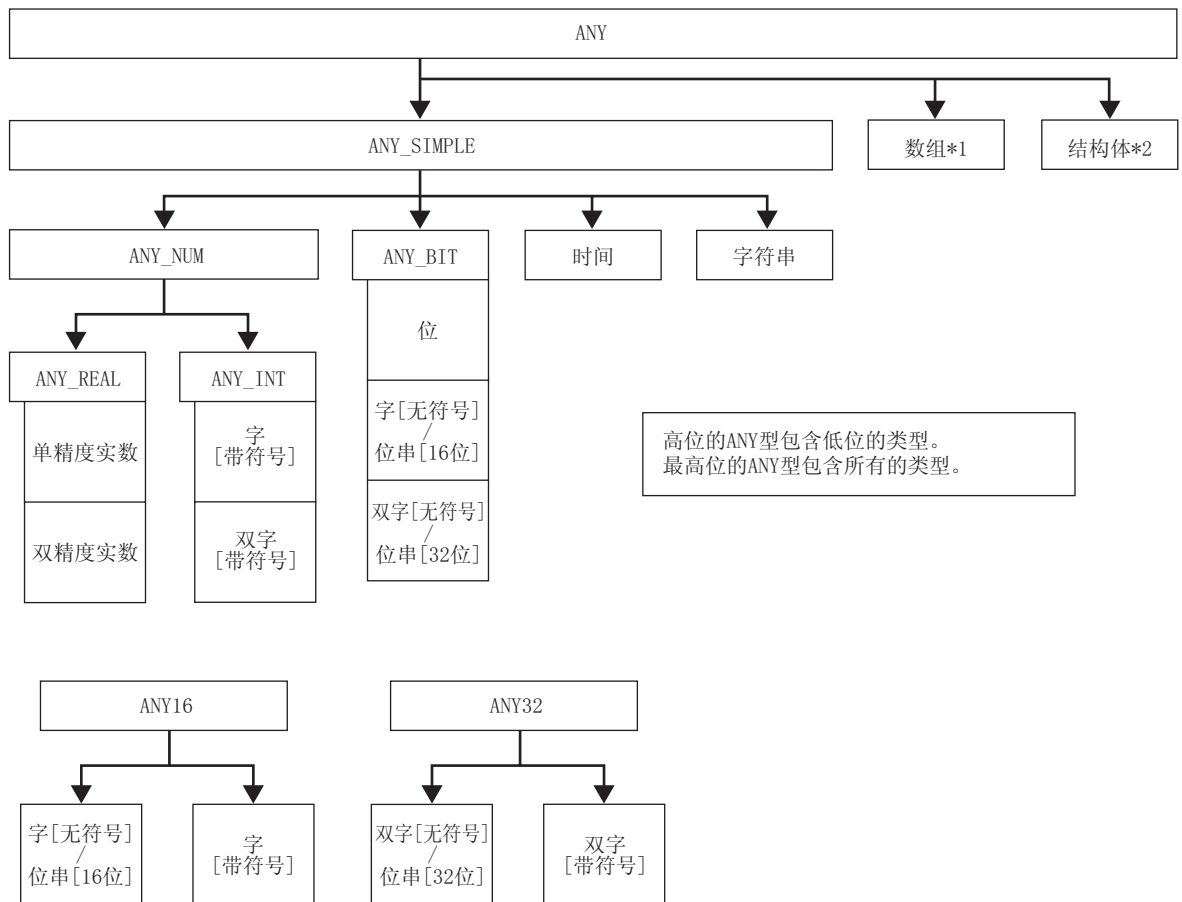 ANY
ANY_SIMPLE
数组*1
结构体*2
ANY_NUM
ANY_BIT
时间
字符串
位
ANY_REAL
ANY_INT
字[无符号]
/
位串[16位]
单精度实数
字
[带符号]
高位的ANY型包含低位的类型。
最高位的ANY型包含所有的类型。
双字[无符号]
/
位串[32位]
双精度实数
双字
[带符号]
ANY16
ANY32
字[无符号]
/
位串[16位]
字
[带符号]
双字[无符号]
/
位串[32位]
双字
[带符号]